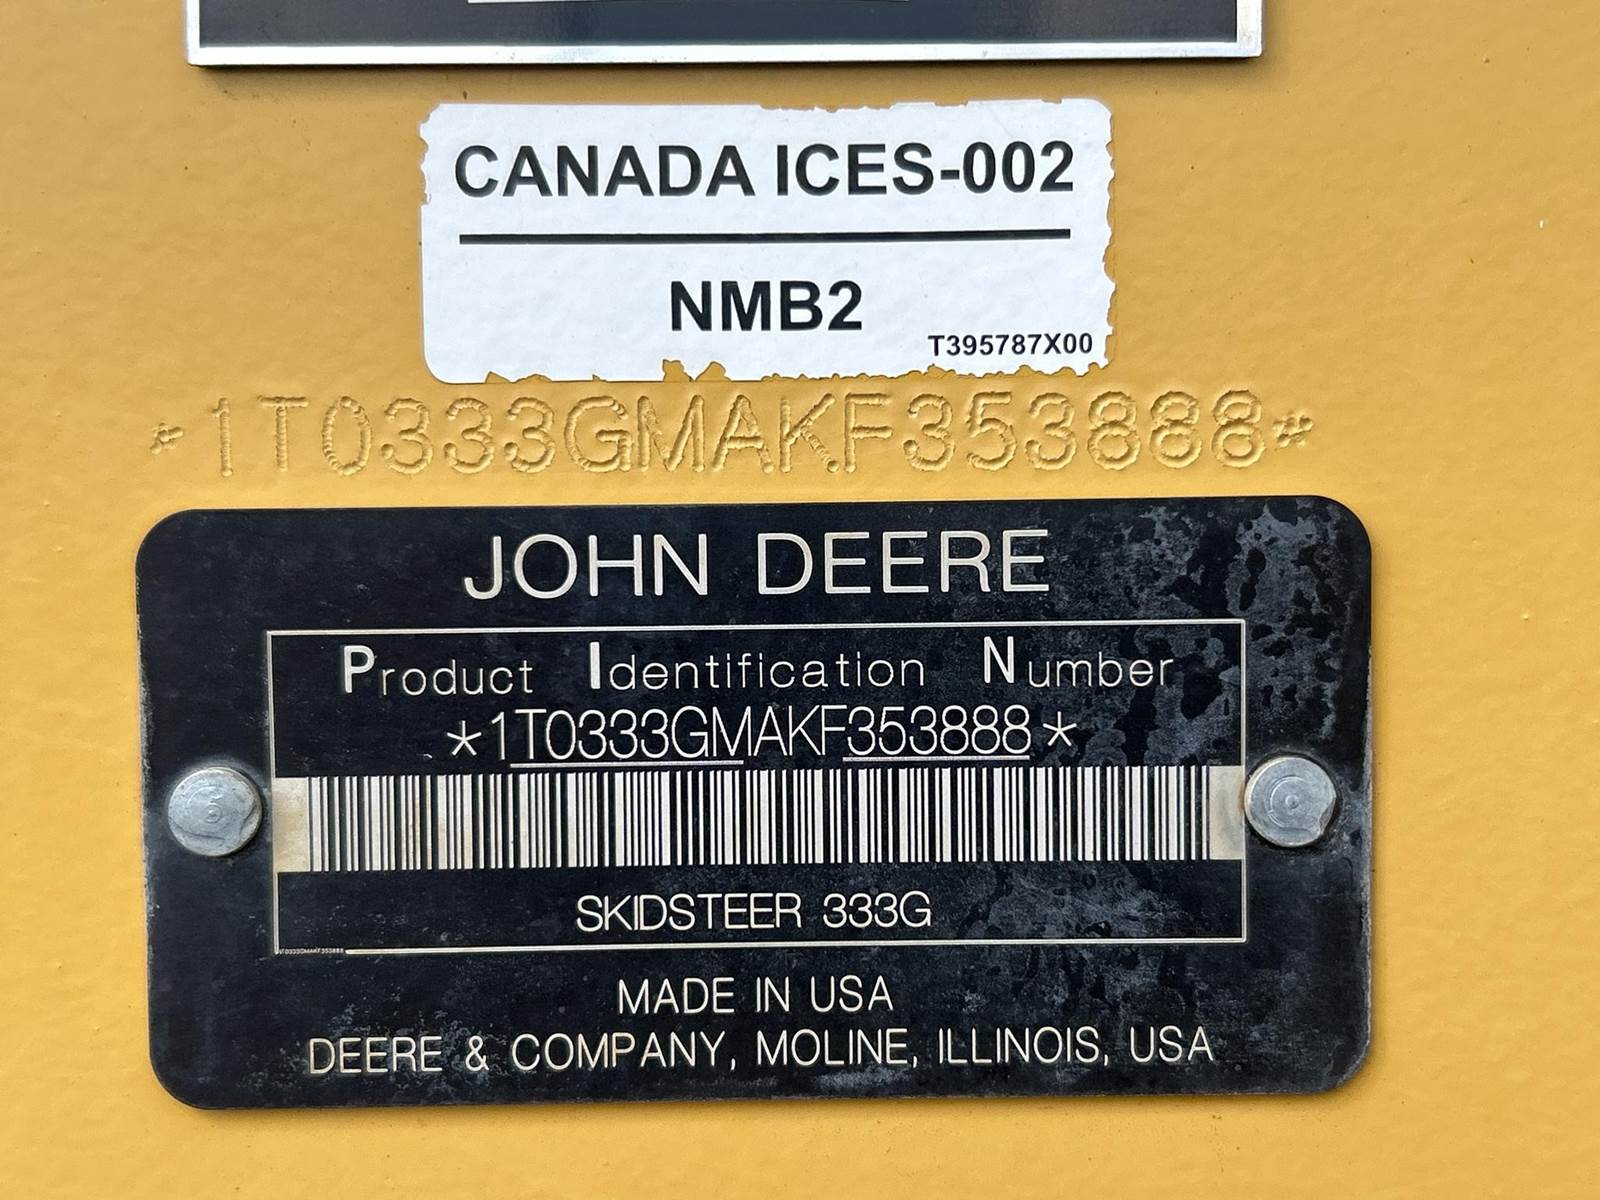 CANADA ICES-002
NMB2
T395787X00
*1T0333GMAKF353888*
JOHN DEERE
Product Identification Number
*1T0333GMAKF353888*
SKIDSTEER 333G
1T0333GMAKF353888
MADE IN USA
DEERE & COMPANY, MOLINE, ILLINOIS, USA